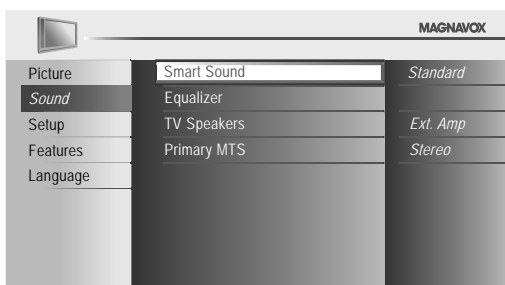 MAGNAVOX
Picture
Sound
Setup
Features
Language
Smart Sound
Equalizer
TV Speakers
Primary MTS
Standard
Ext. Amp
Stereo